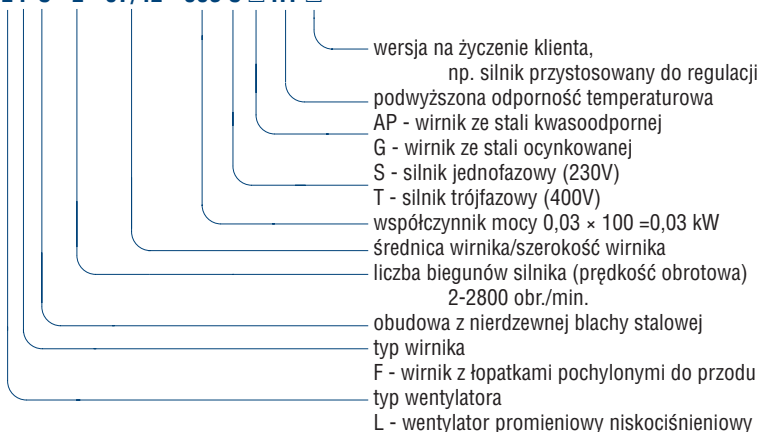 wersja na życzenie klienta,
np. silnik przystosowany do regulacji
podwyższona odporność temperaturowa
AP - wirnik ze stali kwasoodpornej
G - wirnik ze stali ocynkowanej
S - silnik jednofazowy (230V)
T - silnik trójfazowy (400V)
współczynnik mocy 0,03 × 100 =0,03 kW
średnica wirnika/szerokość wirnika
liczba biegunów silnika (prędkość obrotowa)
2-2800 obr./min.
obudowa z nierdzewnej blachy stalowej
typ wirnika
F - wirnik z łopatkami pochylonymi do przodu
typ wentylatora
L - wentylator promieniowy niskociśnieniowy